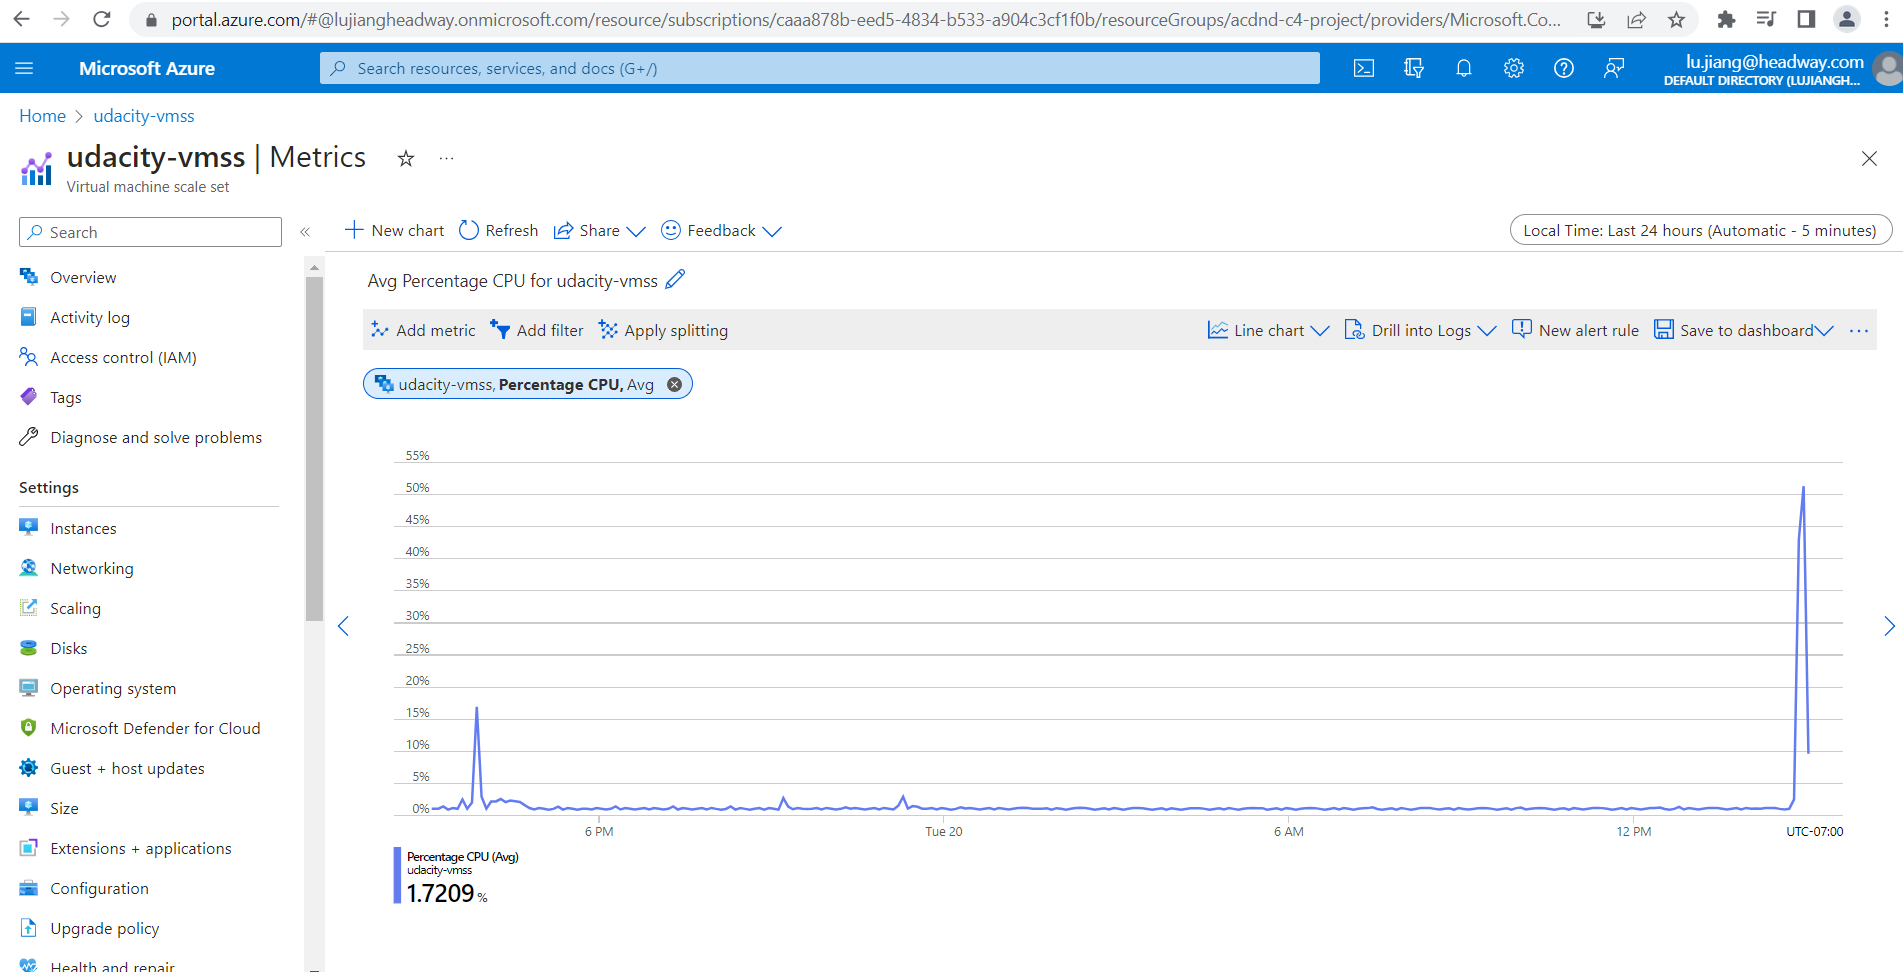 portal.azure.com/#@lujiangheadway.onmicrosoft.com/resource/subscriptions/caaa878b-eed5-4834-b533-a904c3cf1f0b/resourceGroups/acdnd-c4-project/providers/Microsoft.Co...
Microsoft Azure
Search resources, services, and docs (G+/)
lu.jiang@headway.com
DEFAULT DIRECTORY (LUJIANGH...
Home > udacity-vmss
udacity-vmss | Metrics
Virtual machine scale set
Search
New chart
Refresh
Share
Feedback
Local Time: Last 24 hours (Automatic - 5 minutes)
Overview
Activity log
Access control (IAM)
Tags
Diagnose and solve problems
Settings
Instances
Networking
Scaling
Disks
Operating system
Microsoft Defender for Cloud
Guest + host updates
Size
Extensions + applications
Configuration
Upgrade policy
Health and repair
Avg Percentage CPU for udacity-vmss
Add metric
Add filter
Apply splitting
Line chart
Drill into Logs
New alert rule
Save to dashboard
udacity-vmss, Percentage CPU, Avg
55%
50%
45%
40%
35%
30%
25%
20%
15%
10%
5%
0%
6 PM
Tue 20
6 AM
12 PM
UTC-07:00
Percentage CPU (Avg)
udacity-vmss
1.7209 %